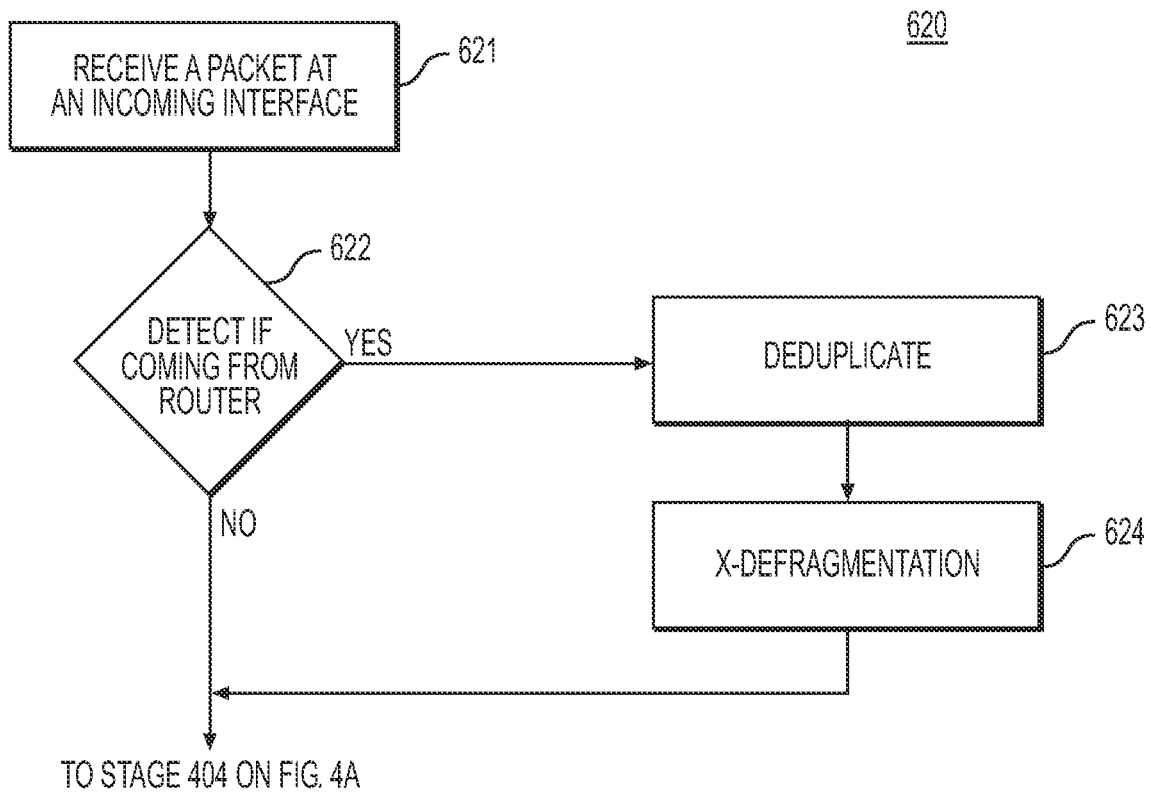 620
RECEIVE A PACKET AT
AN INCOMING INTERFACE
621
622
DETECT IF
COMING FROM
ROUTER
YES
NO
DEDUPLICATE
623
X-DEFRAGMENTATION
624
TO STAGE 404 ON FIG. 4A